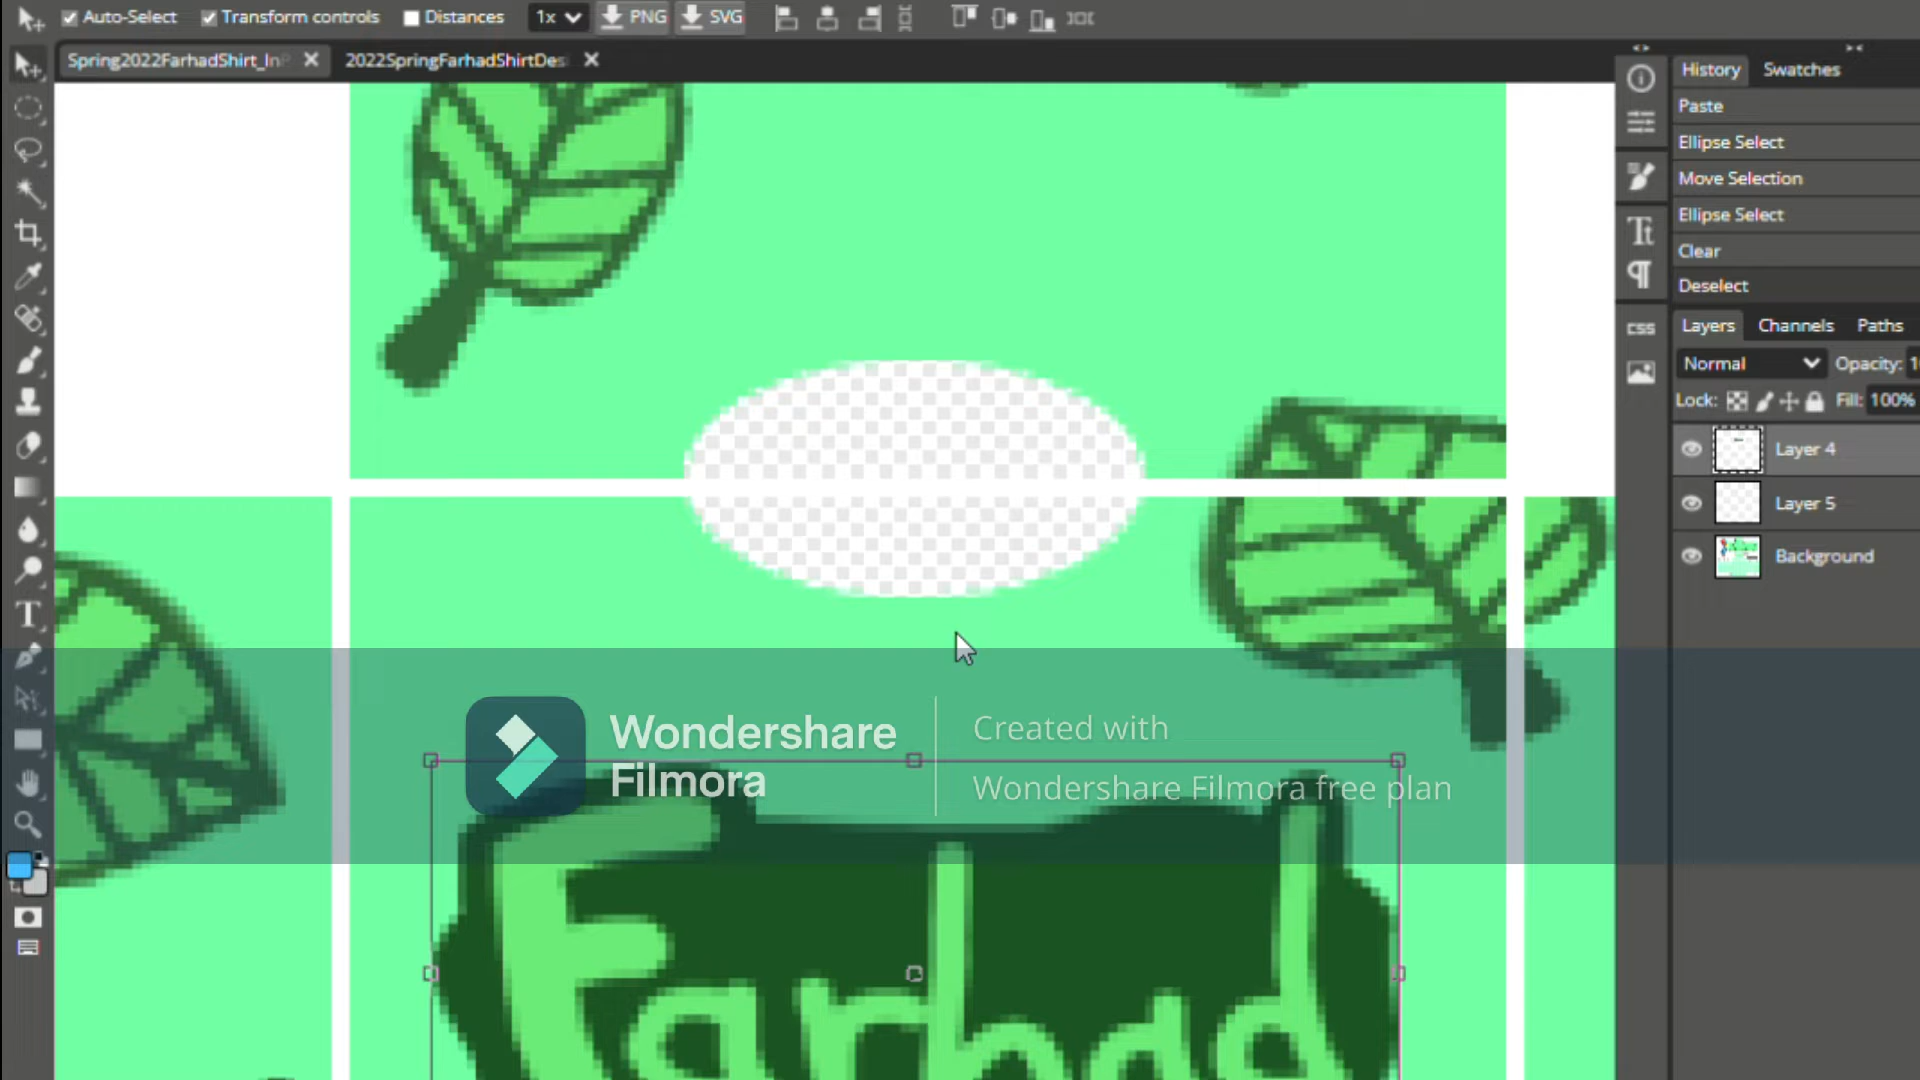 Auto-Select Transform controls Distances 1x PNG SVG
Spring2022FarhadShirt_In 2022SpringFarhadShirtDes
History Swatches
Paste
Ellipse Select
Move Selection
Ellipse Select
Clear
Deselect
CSS
Layers Channels Paths
Normal Opacity:
Lock: Fill: 100%
Layer 4
Layer 5
Background
Wondershare
Filmora
Created with
Wondershare Filmora free plan
Farhad